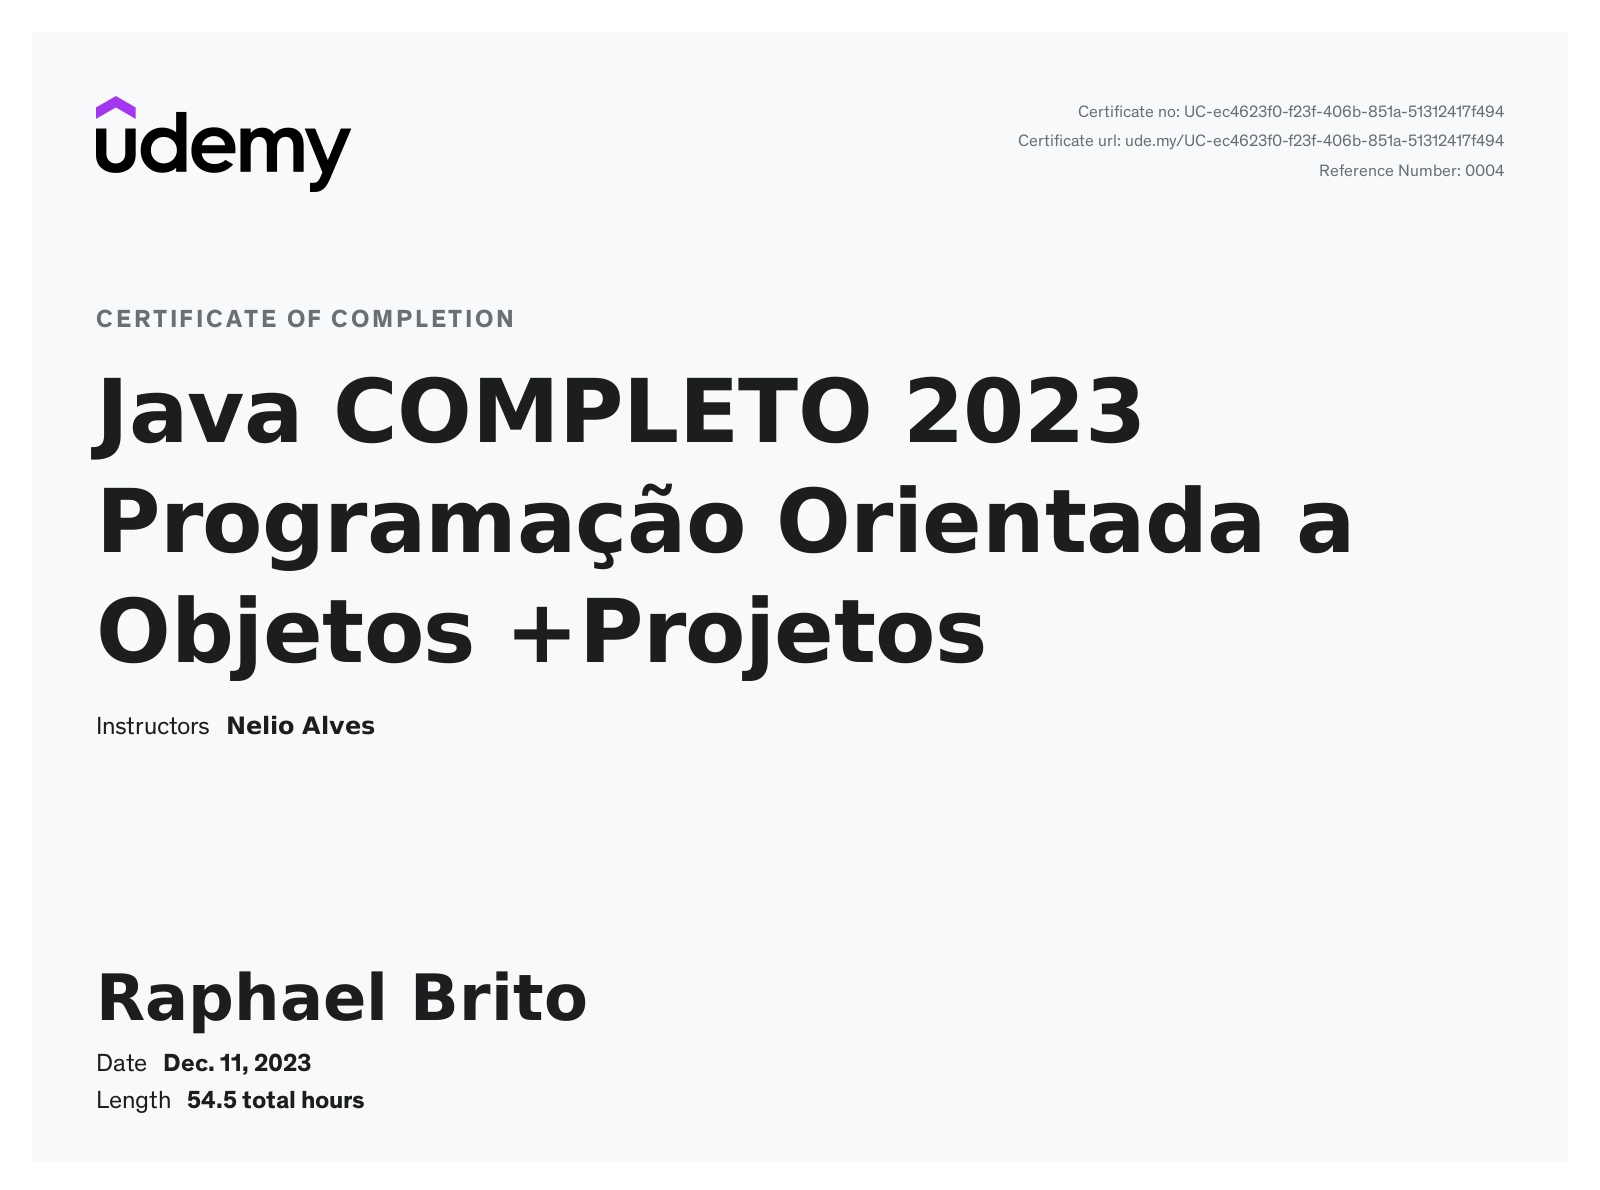 udemy
Certificate no: UC-ec4623f0-f23f-406b-851a-51312417f494
Certificate url: ude.my/UC-ec4623f0-f23f-406b-851a-51312417f494
Reference Number: 0004
CERTIFICATE OF COMPLETION
Java COMPLETO 2023
Programação Orientada a
Objetos +Projetos
Instructors Nelio Alves
Raphael Brito
Date Dec. 11, 2023
Length 54.5 total hours